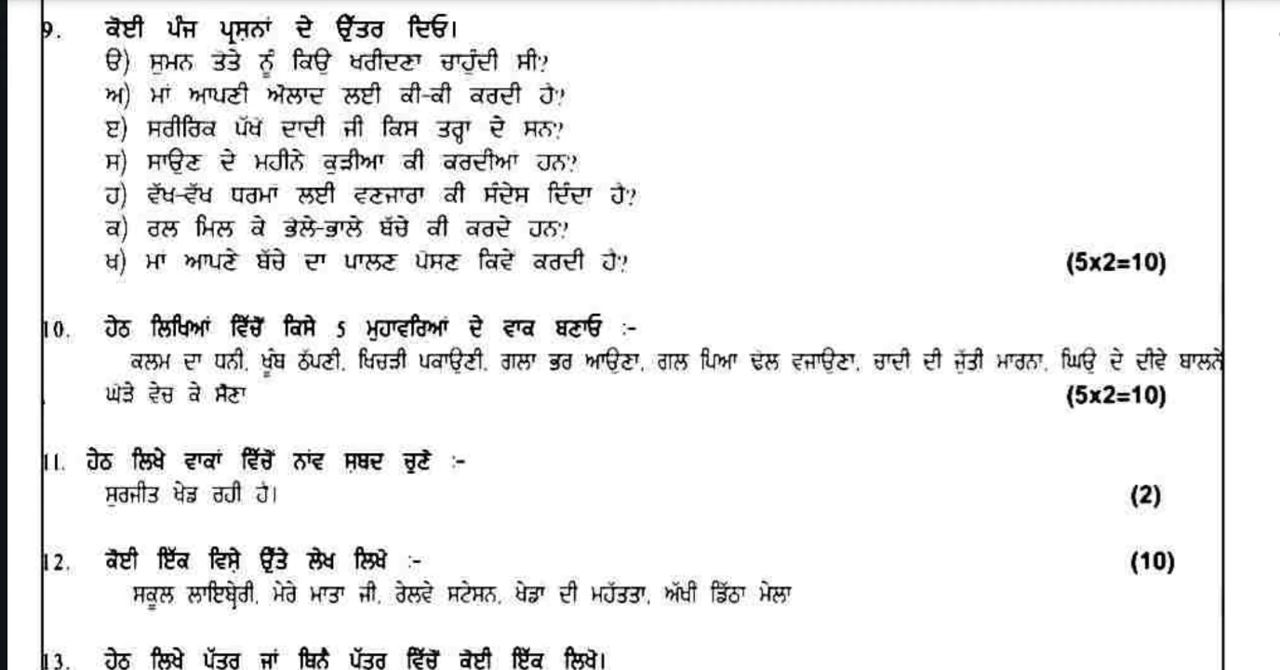 9. ਕੋਈ ਪੰਜ ਪ੍ਰਸ਼ਨਾਂ ਦੇ ਉੱਤਰ ਦਿਓ।
ੳ) ਸੁਮਨ ਤੋਤੇ ਨੂੰ ਕਿਉ ਖਰੀਦਣਾ ਚਾਹੁੰਦੀ ਸੀ?
ਅ) ਮਾਂ ਆਪਣੀ ਔਲਾਦ ਲਈ ਕੀ-ਕੀ ਕਰਦੀ ਹੈ?
ੲ) ਸਰੀਰਿਕ ਪੱਖੋਂ ਦਾਦੀ ਜੀ ਕਿਸ ਤਰ੍ਹਾ ਦੇ ਸਨ?
ਸ) ਸਾਉਣ ਦੇ ਮਹੀਨੇ ਕੁੜੀਆ ਕੀ ਕਰਦੀਆ ਹਨ?
ਹ) ਵੱਖ-ਵੱਖ ਧਰਮਾਂ ਲਈ ਵਣਜਾਰਾ ਕੀ ਸੰਦੇਸ ਦਿੰਦਾ ਹੈ?
ਕ) ਰਲ ਮਿਲ ਕੇ ਭੋਲੇ-ਭਾਲੇ ਬੱਚੇ ਕੀ ਕਰਦੇ ਹਨ?
ਖ) ਮਾਂ ਆਪਣੇ ਬੱਚੇ ਦਾ ਪਾਲਣ ਪੋਸਣ ਕਿਵੇਂ ਕਰਦੀ ਹੈ? (5x2=10)
10. ਹੇਠ ਲਿਖਿਆਂ ਵਿੱਚੋਂ ਕਿਸੇ 5 ਮੁਹਾਵਰਿਆਂ ਦੇ ਵਾਕ ਬਣਾਓ :-
ਕਲਮ ਦਾ ਧਨੀ, ਖੂੰਬ ਠੱਪਣੀ, ਖਿਚੜੀ ਪਕਾਉਣੀ, ਗਲਾ ਭਰ ਆਉਣਾ, ਗਲ ਪਿਆ ਢੋਲ ਵਜਾਉਣਾ, ਚਾਦੀ ਦੀ ਜੁੱਤੀ ਮਾਰਨਾ, ਘਿਉ ਦੇ ਦੀਵੇ ਬਾਲਨੇ
ਘੋੜੇ ਵੇਚ ਕੇ ਸੌਣਾ (5x2=10)
11. ਹੇਠ ਲਿਖੇ ਵਾਕਾਂ ਵਿੱਚੋਂ ਨਾਂਵ ਸ਼ਬਦ ਚੁਣੋ :-
ਸੁਰਜੀਤ ਖੇਡ ਰਹੀ ਹੈ। (2)
12. ਕੋਈ ਇੱਕ ਵਿਸ਼ੇ ਉੱਤੇ ਲੇਖ ਲਿਖੋ :- (10)
ਸਕੂਲ ਲਾਇਬ੍ਰੇਰੀ, ਮੇਰੇ ਮਾਤਾ ਜੀ, ਰੇਲਵੇ ਸਟੇਸਨ, ਖੇਡਾ ਦੀ ਮਹੱਤਤਾ, ਅੱਖੀ ਡਿੱਠਾ ਮੇਲਾ
13. ਹੇਠ ਲਿਖੇ ਪੱਤਰ ਜਾਂ ਬਿਨੈ ਪੱਤਰ ਵਿੱਚੋਂ ਕੋਈ ਇੱਕ ਲਿਖੋ।